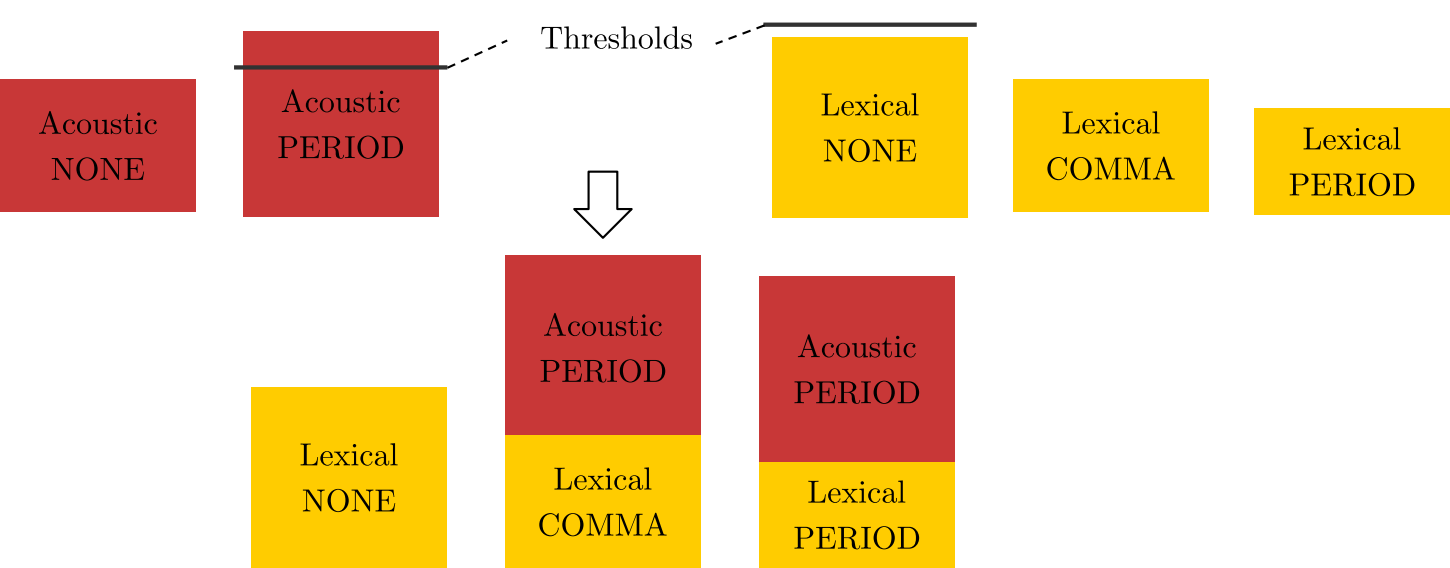 Thresholds
Acoustic
NONE
Acoustic
PERIOD
Lexical
NONE
Lexical
COMMA
Lexical
PERIOD
Lexical
NONE
Acoustic
PERIOD
Lexical
COMMA
Acoustic
PERIOD
Lexical
PERIOD